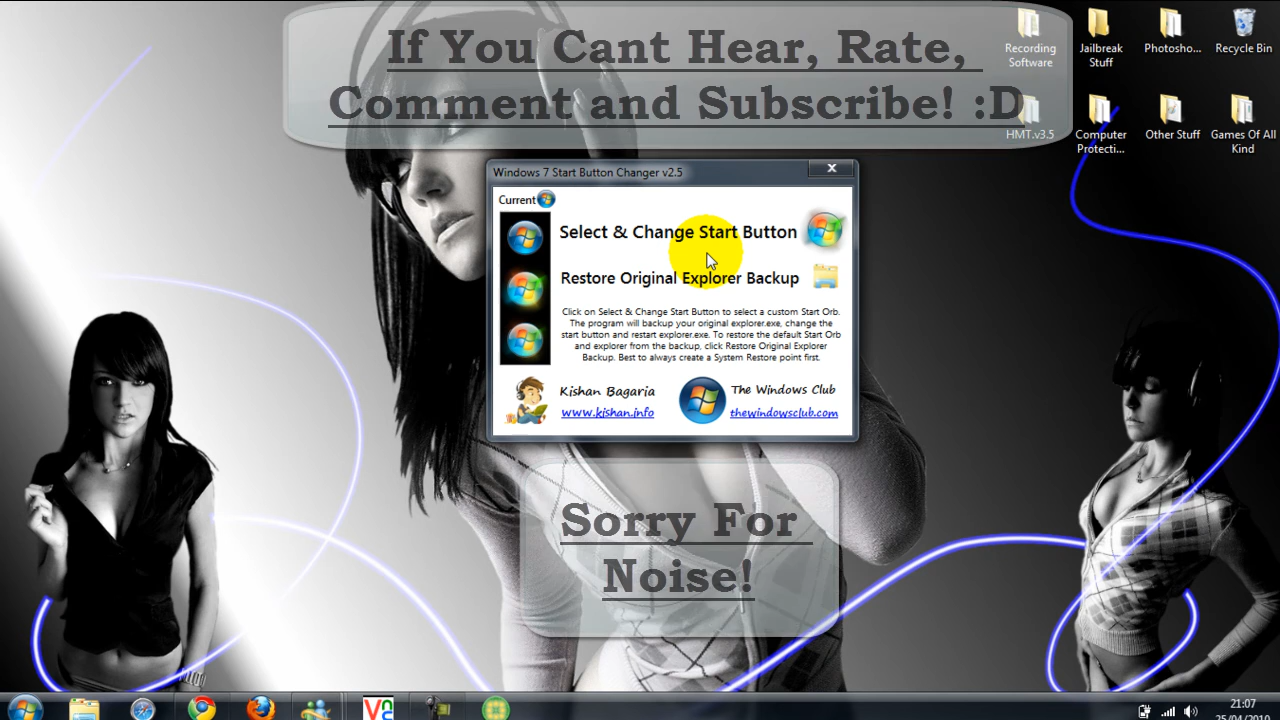 If You Cant Hear, Rate,
Comment and Subscribe! :D
Recording
Software
Jailbreak
Stuff
Photosho...
Recycle Bin
HMT.v3.5
Computer
Protecti...
Other Stuff
Games Of All
Kind
Windows 7 Start Button Changer v2.5
Current
Select & Change Start Button
Restore Original Explorer Backup
Click on Select & Change Start Button to select a custom Start Orb.
The program will backup your original explorer.exe, change the
start button and restart explorer.exe. To restore the default Start Orb
and explorer from the backup, click Restore Original Explorer
Backup. Best to always create a System Restore point first.
Kishan Bagaria
www.kishan.info
The Windows Club
thewindowsclub.com
Sorry For
Noise!
21:07
25/04/2010